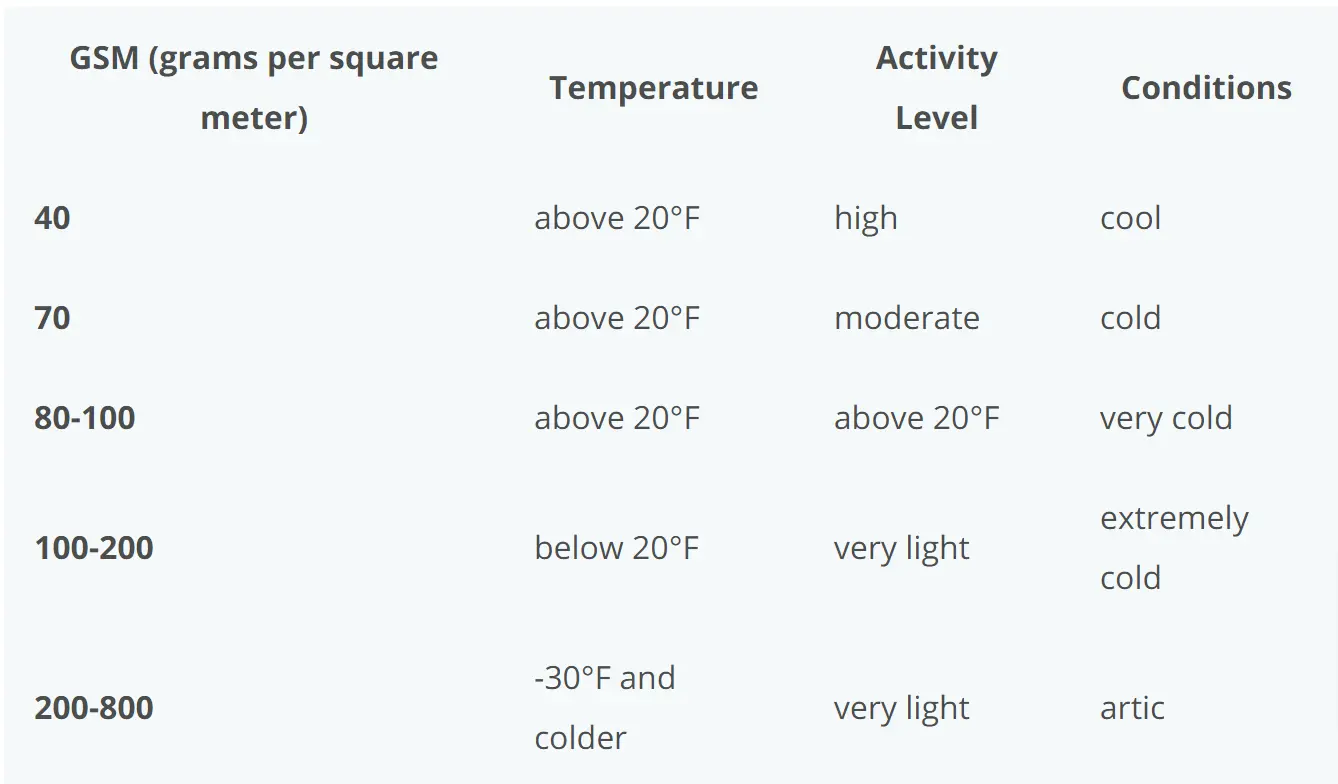 GSM (grams per square
meter)
Temperature
Activity
Level
Conditions
40
above 20°F
high
cool
70
above 20°F
moderate
cold
80-100
above 20°F
above 20°F
very cold
100-200
below 20°F
very light
extremely
cold
200-800
-30°F and
colder
very light
artic